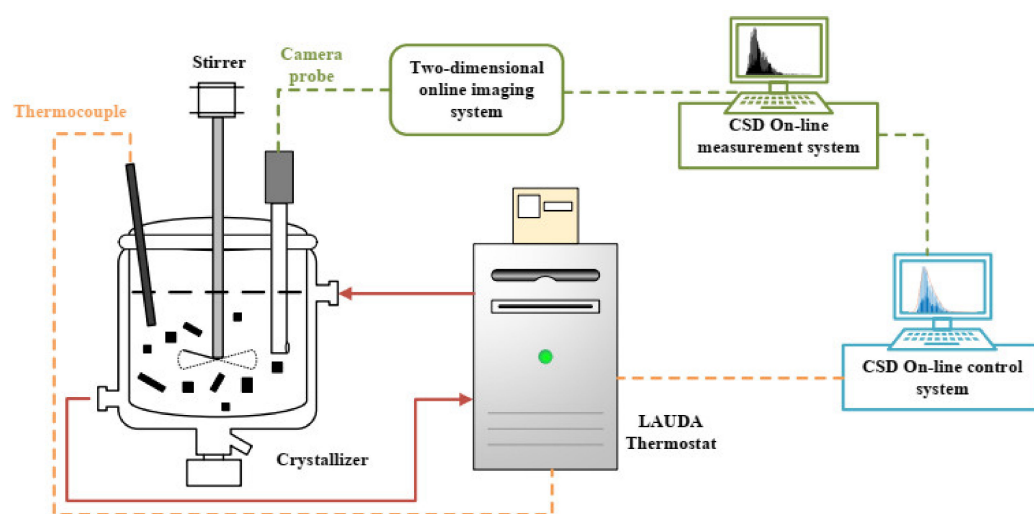 Stirrer
Camera
probe
Two-dimensional
online imaging
system
Thermocouple
CSD On-line
measurement system
CSD On-line control
system
LAUDA
Thermostat
Crystallizer